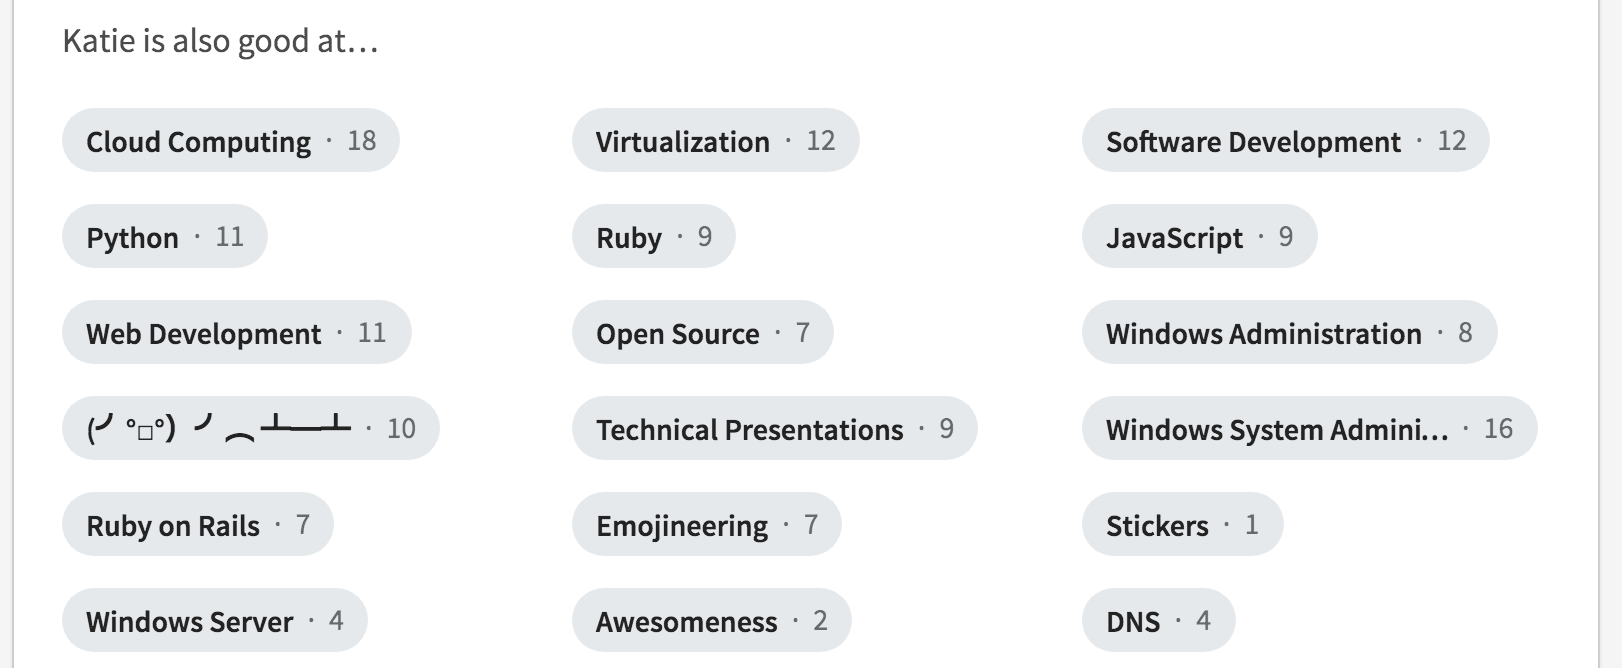 Katie is also good at...
Cloud Computing · 18
Virtualization · 12
Software Development · 12
Python · 11
Ruby · 9
JavaScript · 9
Web Development · 11
Open Source · 7
Windows Administration · 8
(╯°□°)╯︵┻━┻ · 10
Technical Presentations · 9
Windows System Admini... · 16
Ruby on Rails · 7
Emojineering · 7
Stickers · 1
Windows Server · 4
Awesomeness · 2
DNS · 4